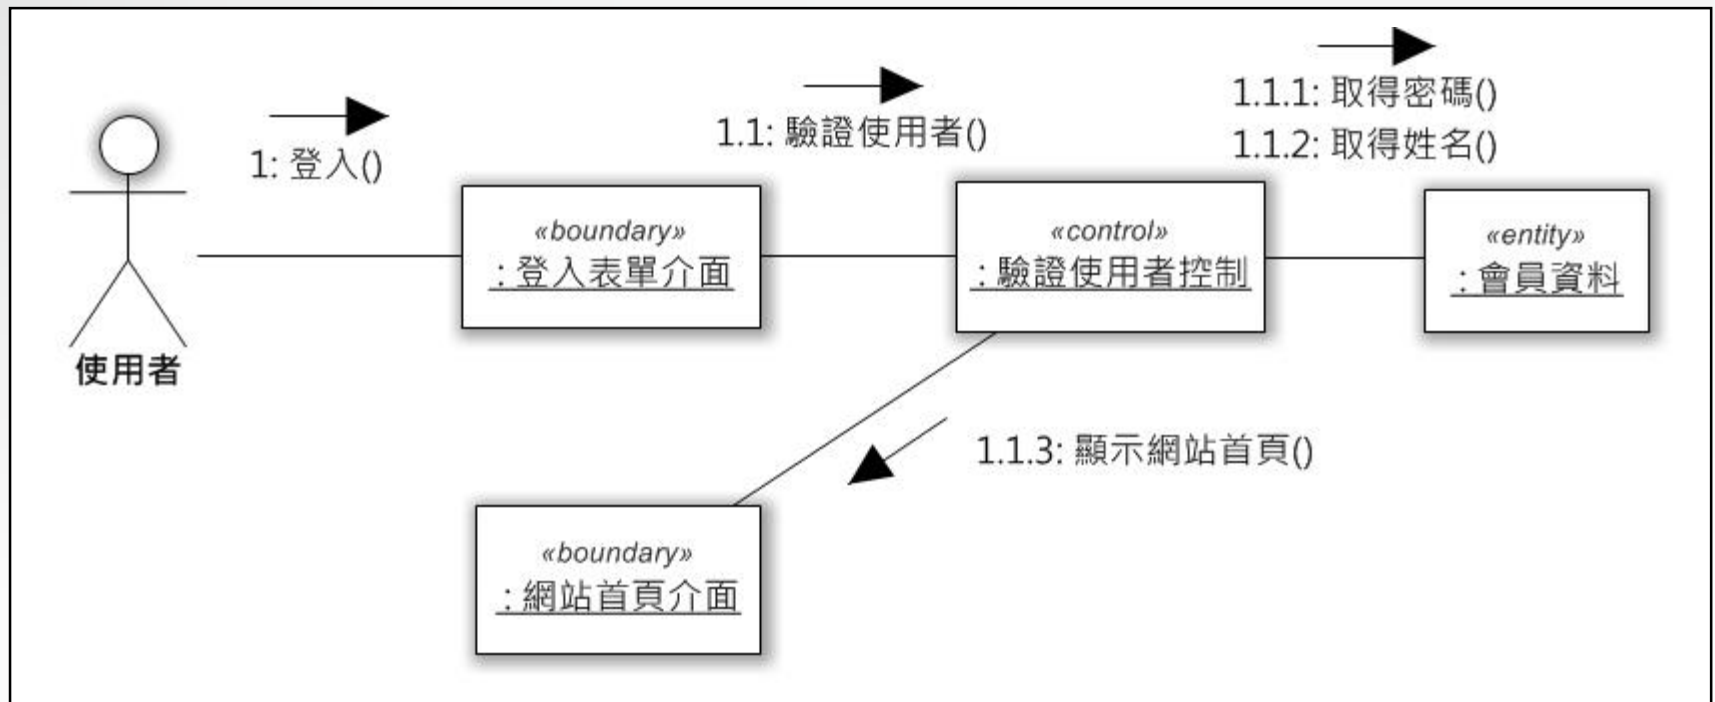 1: 登入()
1.1: 驗證使用者()
1.1.1: 取得密碼()
1.1.2: 取得姓名()
使用者
«boundary»
: 登入表單介面
«control»
: 驗證使用者控制
«entity»
: 會員資料
1.1.3: 顯示網站首頁()
«boundary»
: 網站首頁介面